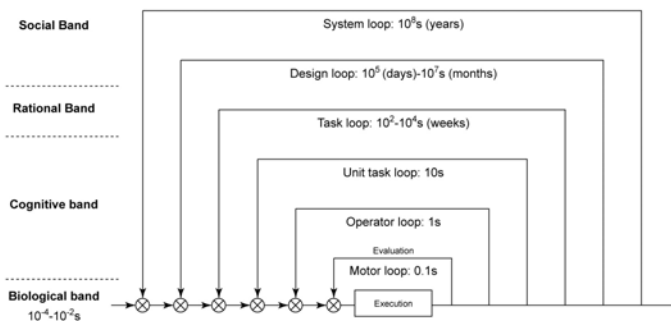 Social Band
System loop: 10⁸s (years)
Design loop: 10⁵ (days)-10⁷s (months)
Rational Band
Task loop: 10²-10⁴s (weeks)
Unit task loop: 10s
Cognitive band
Operator loop: 1s
Evaluation
Motor loop: 0.1s
Biological band
10⁻⁴-10⁻²s
Execution